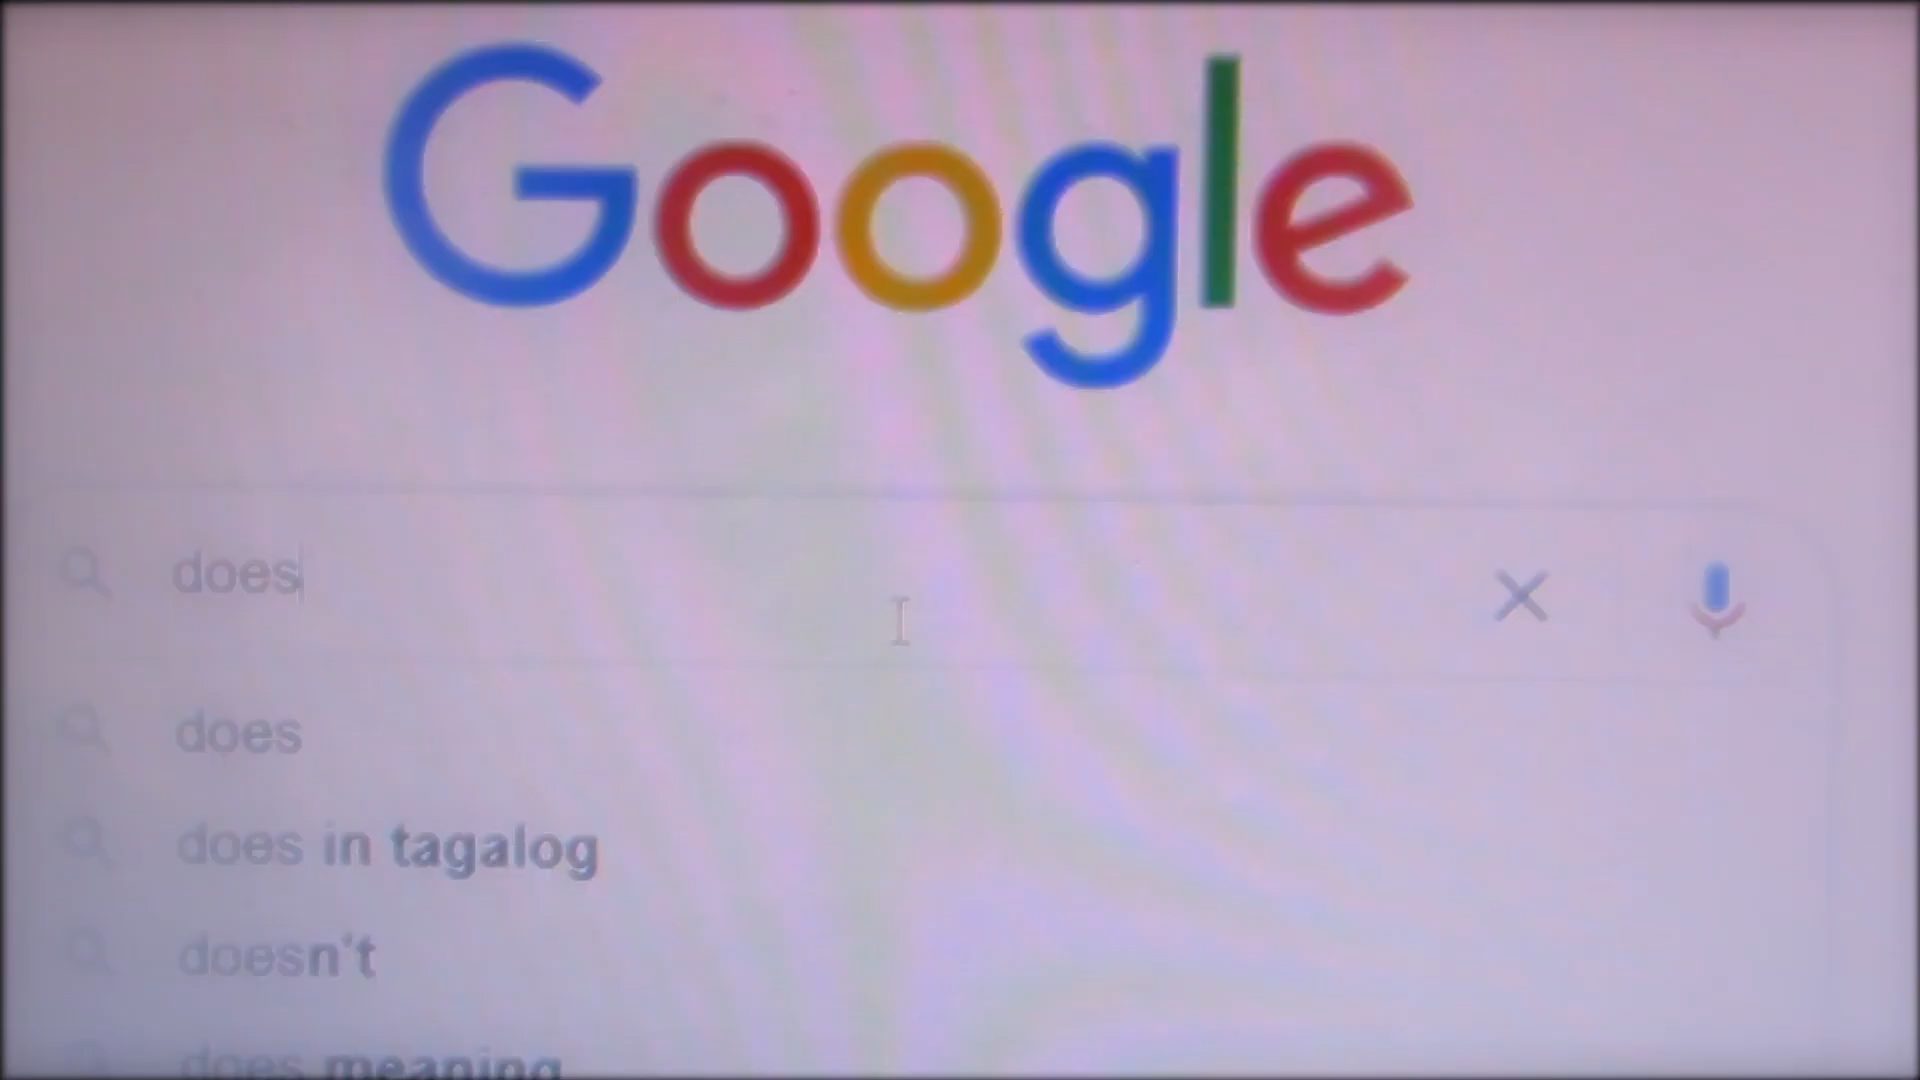 Google
does
does
does in tagalog
doesn't
does meaning